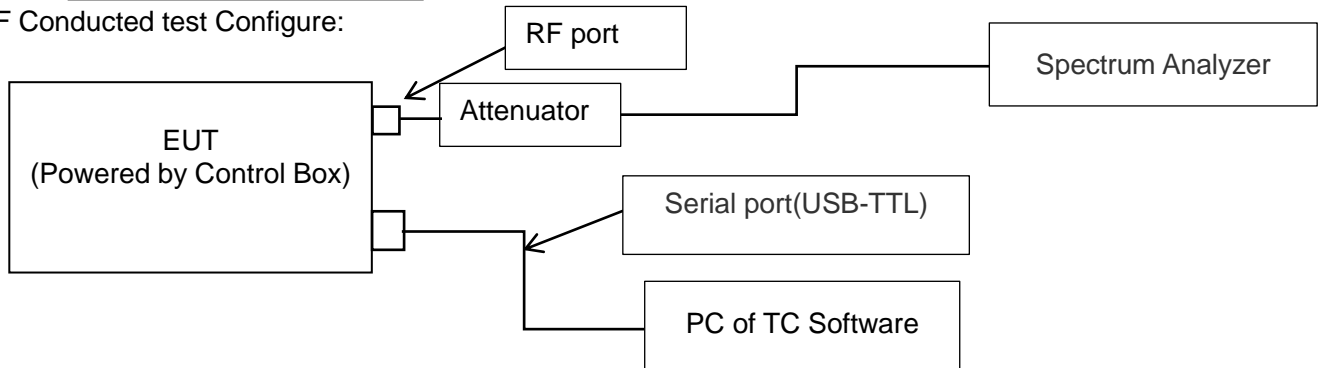 F Conducted test Configure:
RF port
Spectrum Analyzer
Attenuator
EUT
(Powered by Control Box)
Serial port(USB-TTL)
PC of TC Software